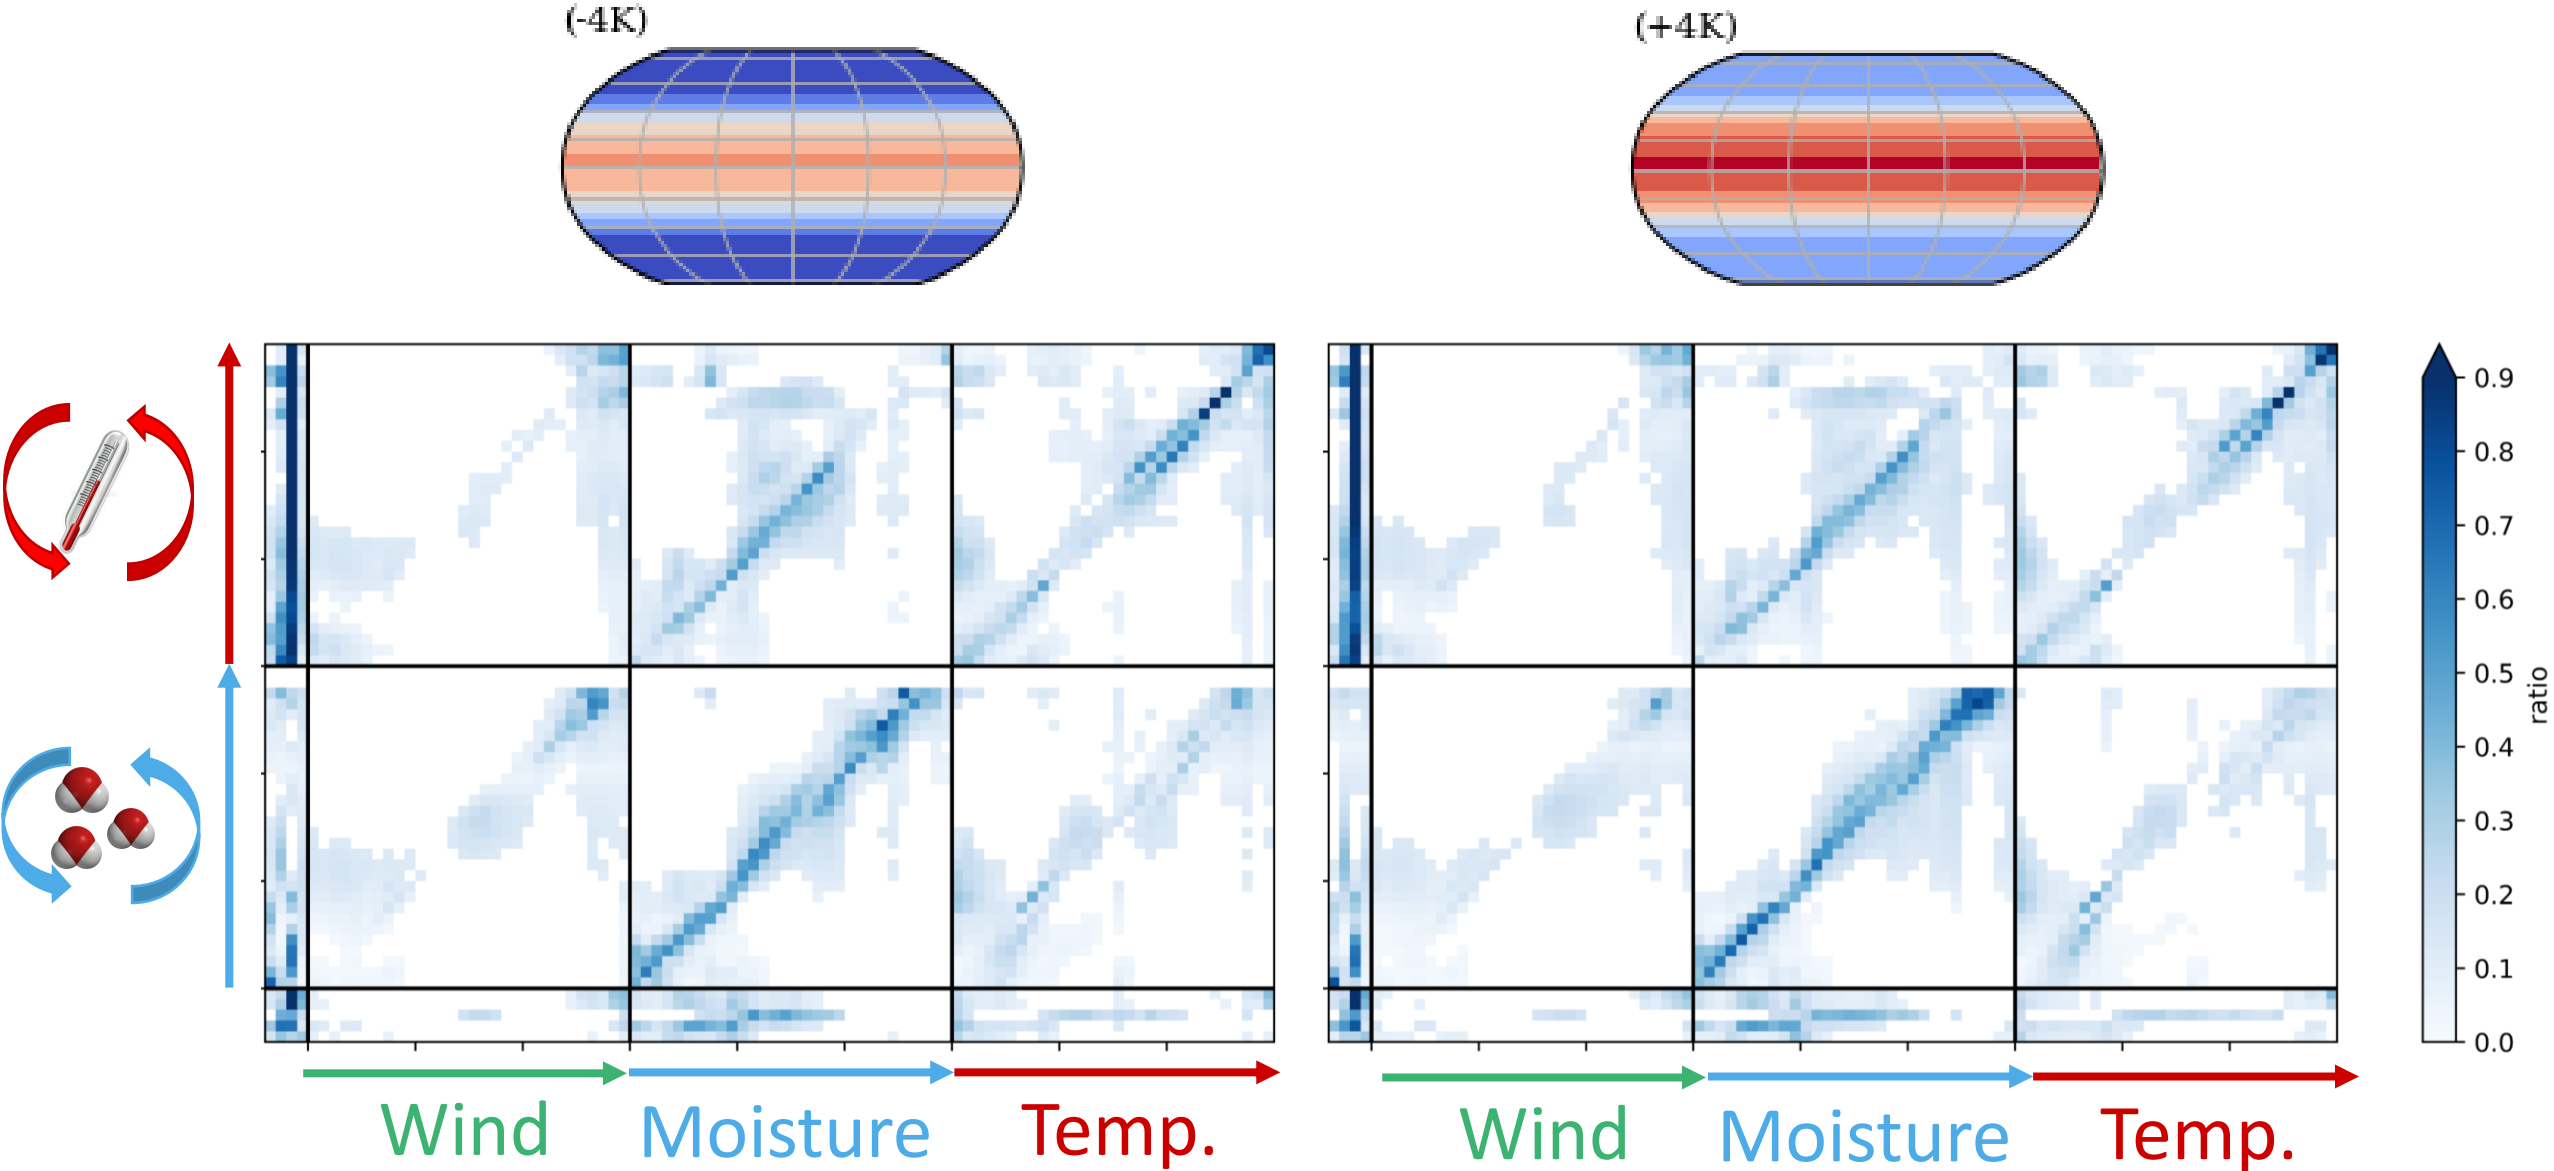 (-4K)
(+4K)
0.9
0.8
0.7
0.6
0.5
0.4
0.3
0.2
0.1
0.0
ratio
Wind
Moisture
Temp.
Wind
Moisture
Temp.